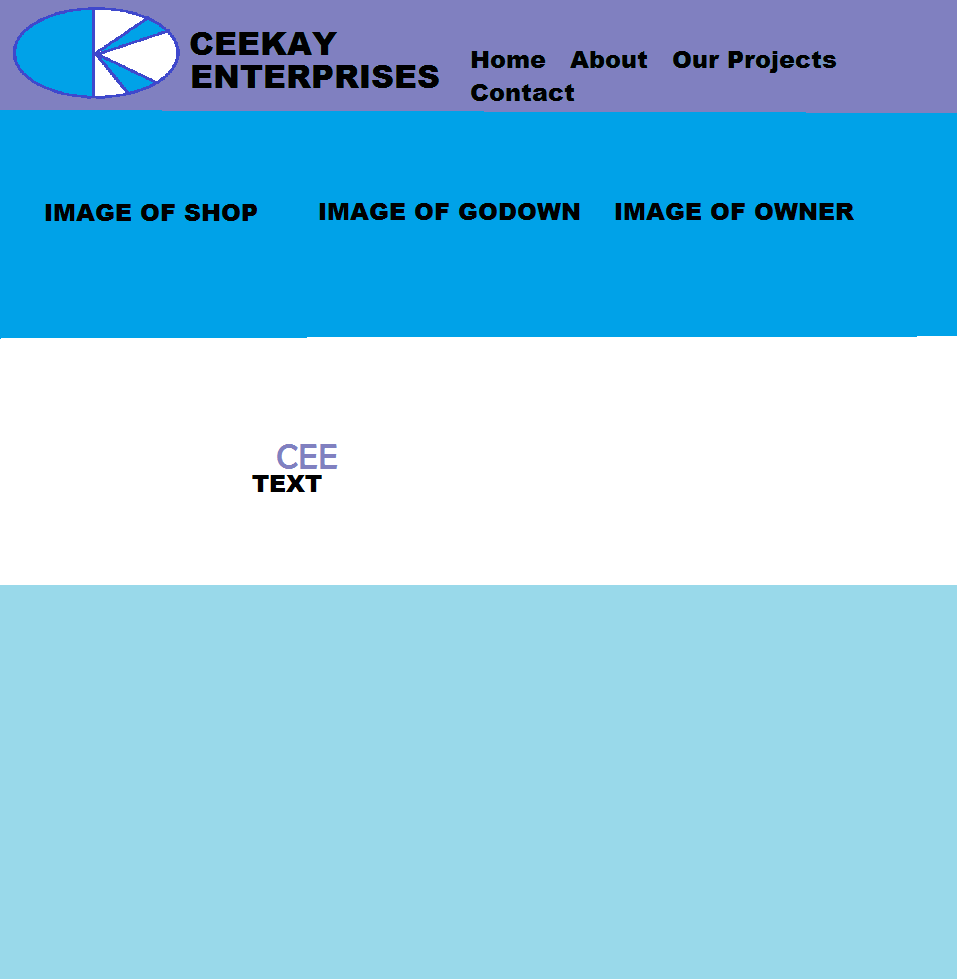 CEEKAY
ENTERPRISES
Home About Our Projects
Contact
IMAGE OF SHOP IMAGE OF GODOWN IMAGE OF OWNER
CEE
TEXT